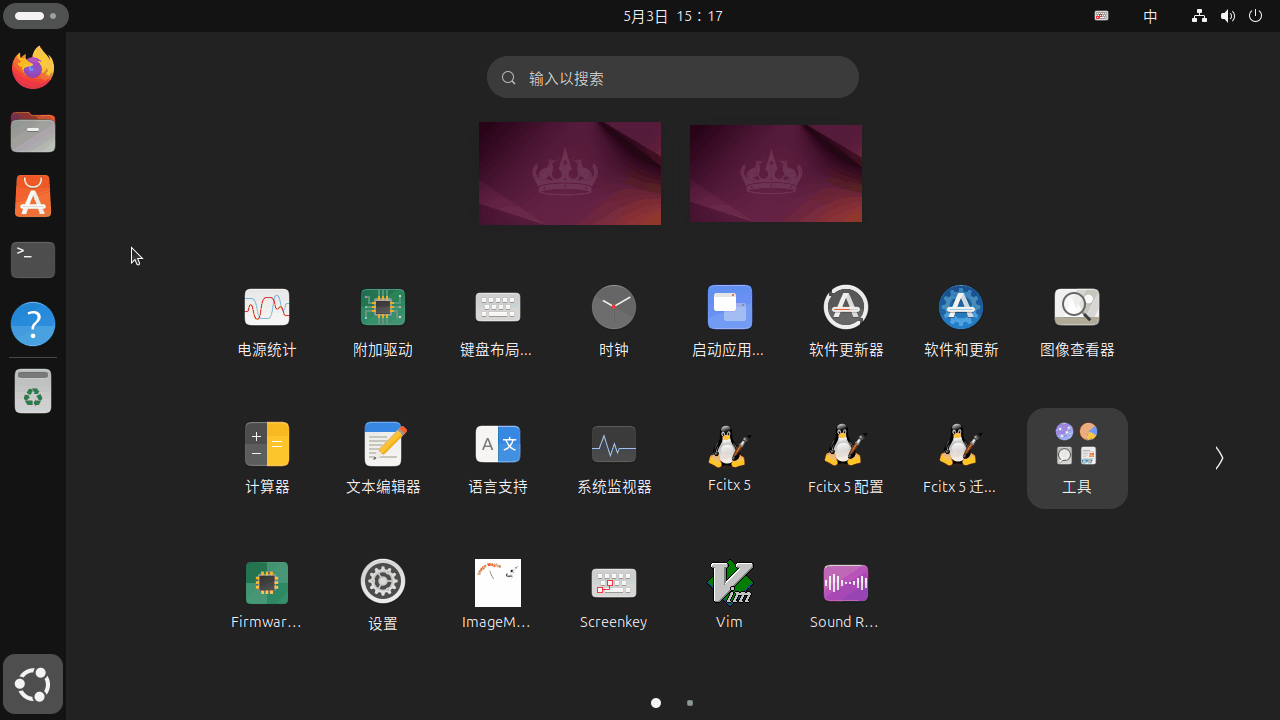 5月3日 15：17
中
输入以搜索
电源统计
附加驱动
键盘布局...
时钟
启动应用...
软件更新器
软件和更新
图像查看器
计算器
文本编辑器
语言支持
系统监视器
Fcitx 5
Fcitx 5 配置
Fcitx 5 迁...
工具
Firmwar...
设置
ImageM...
Screenkey
Vim
Sound R...